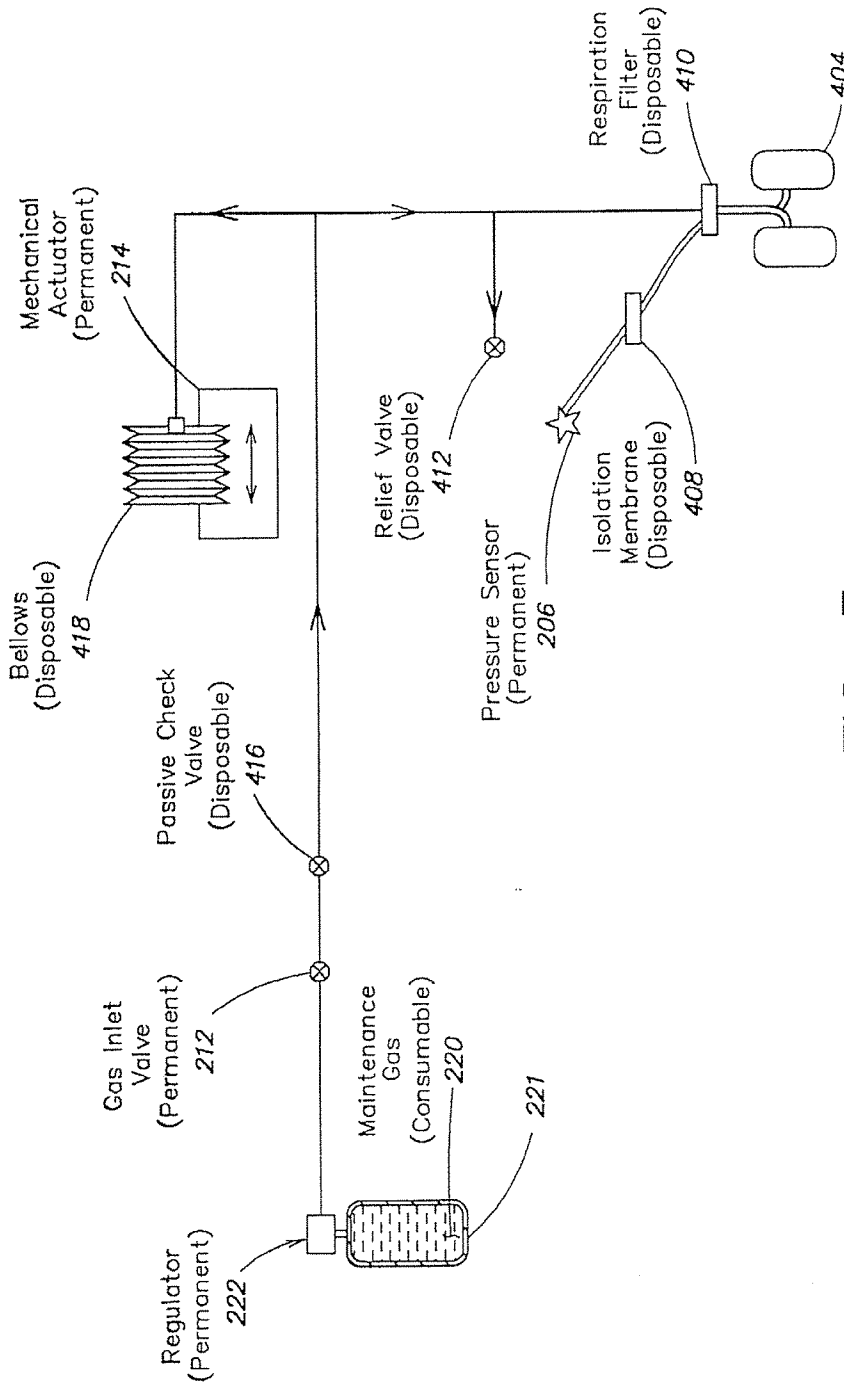 Regulator
(Permanent)
222
Gas Inlet
Valve
(Permanent)
212
Maintenance
Gas
(Consumable)
220
221
Passive Check
Valve
(Disposable)
416
Bellows
(Disposable)
418
Mechanical
Actuator
(Permanent)
214
Relief Valve
(Disposable)
412
Pressure Sensor
(Permanent)
206
Isolation
Membrane
(Disposable)
408
Respiration
Filter
(Disposable)
410
404